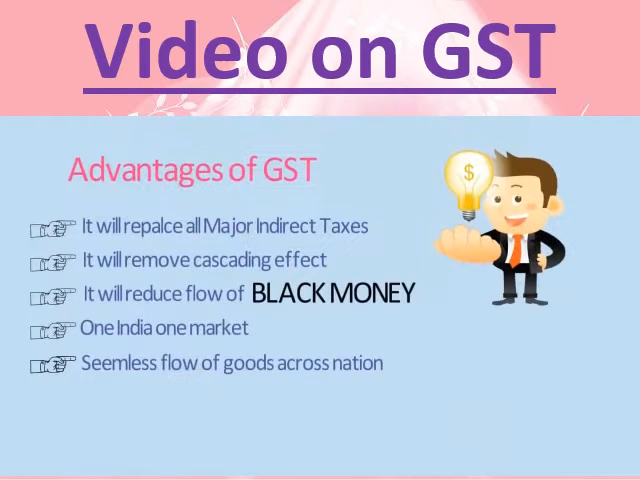 Video on GST
Advantages of GST
It will repalce all Major Indirect Taxes
It will remove cascading effect
It will reduce flow of BLACK MONEY
One India one market
Seemless flow of goods across nation
$